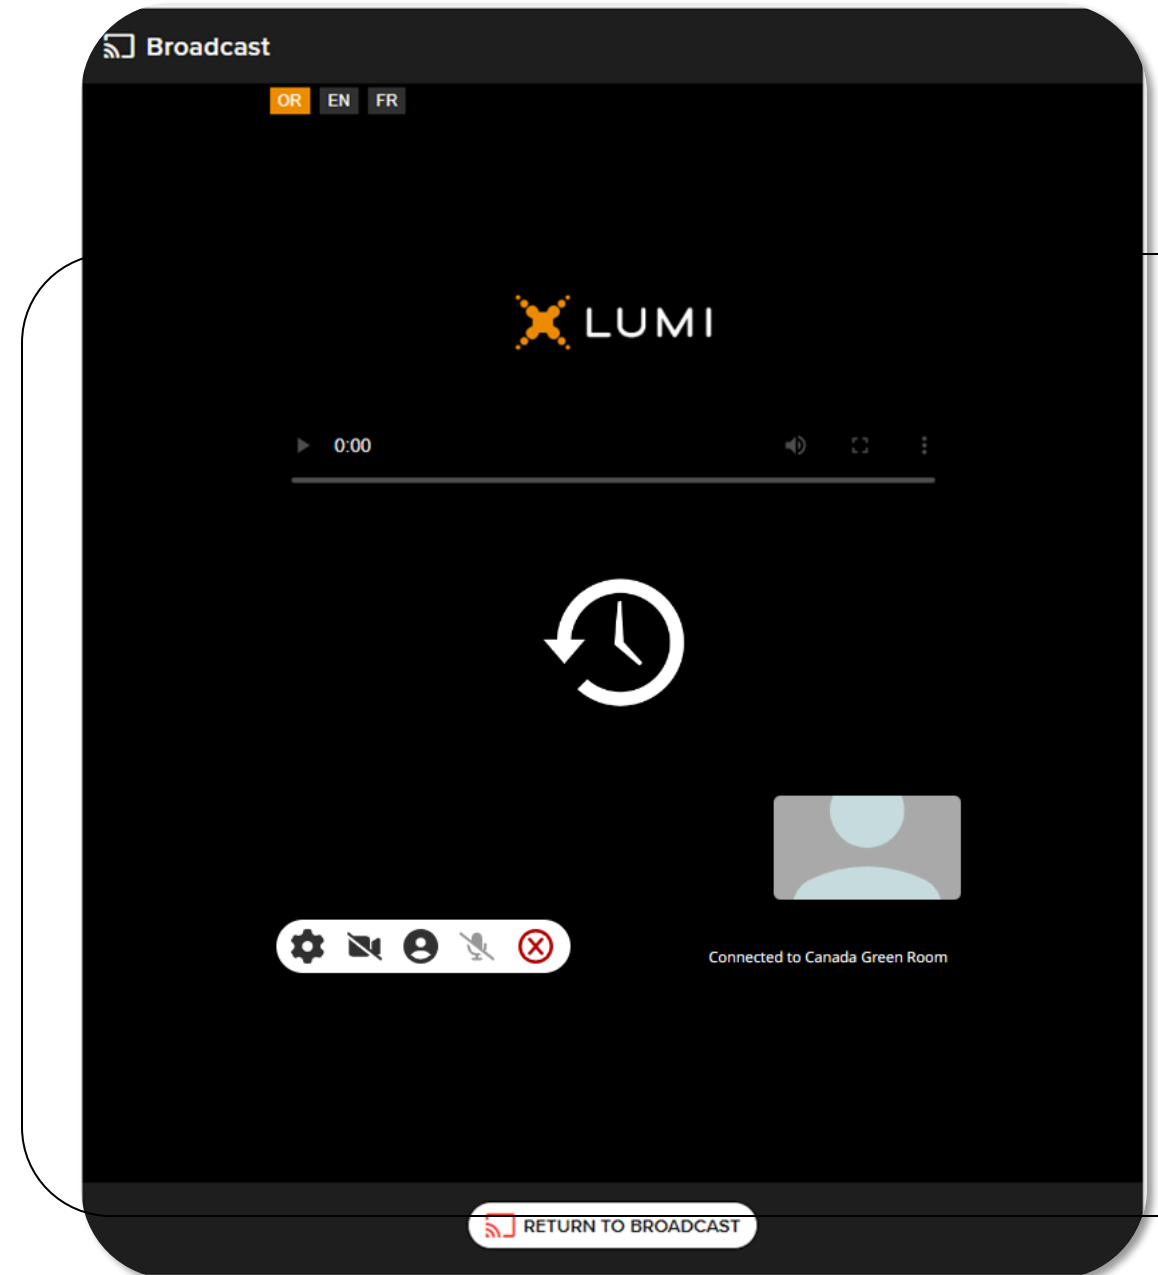 Broadcast
OR EN FR
LUMI
0:00
Connected to Canada Green Room
RETURN TO BROADCAST